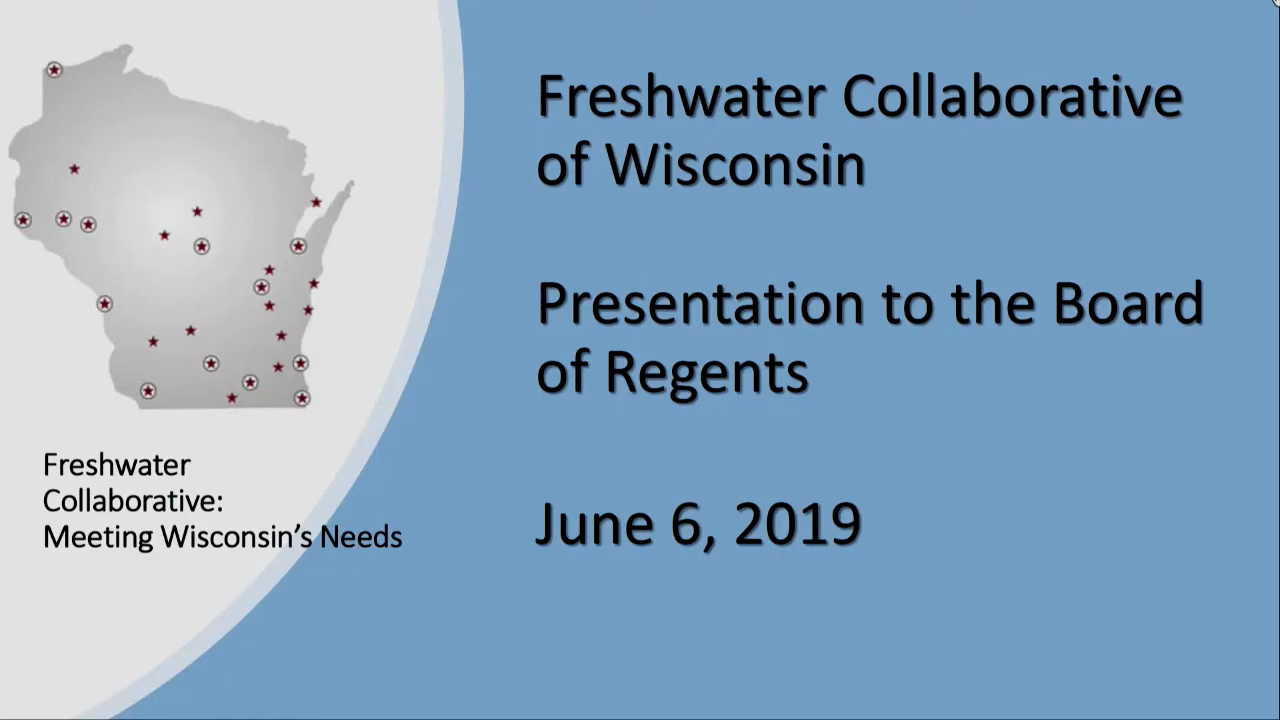 Freshwater Collaborative
of Wisconsin
Presentation to the Board
of Regents
June 6, 2019
Freshwater
Collaborative:
Meeting Wisconsin's Needs